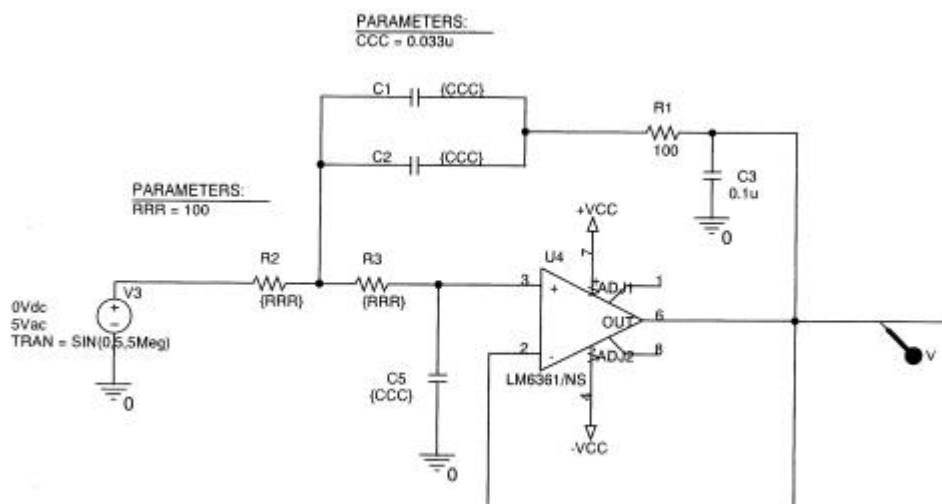 PARAMETERS:
CCC = 0.033u
C1
{CCC}
R1
100
C2
{CCC}
C3
0.1u
0
PARAMETERS:
RRR = 100
+VCC
7
U4
R2
{RRR}
R3
{RRR}
3
+
ADJ1
1
V3
0Vdc
5Vac
TRAN = SIN(0,5,5Meg)
+
-
0
OUT
6
V
2
-
ADJ2
8
LM6361/NS
C5
{CCC}
4
-VCC
0